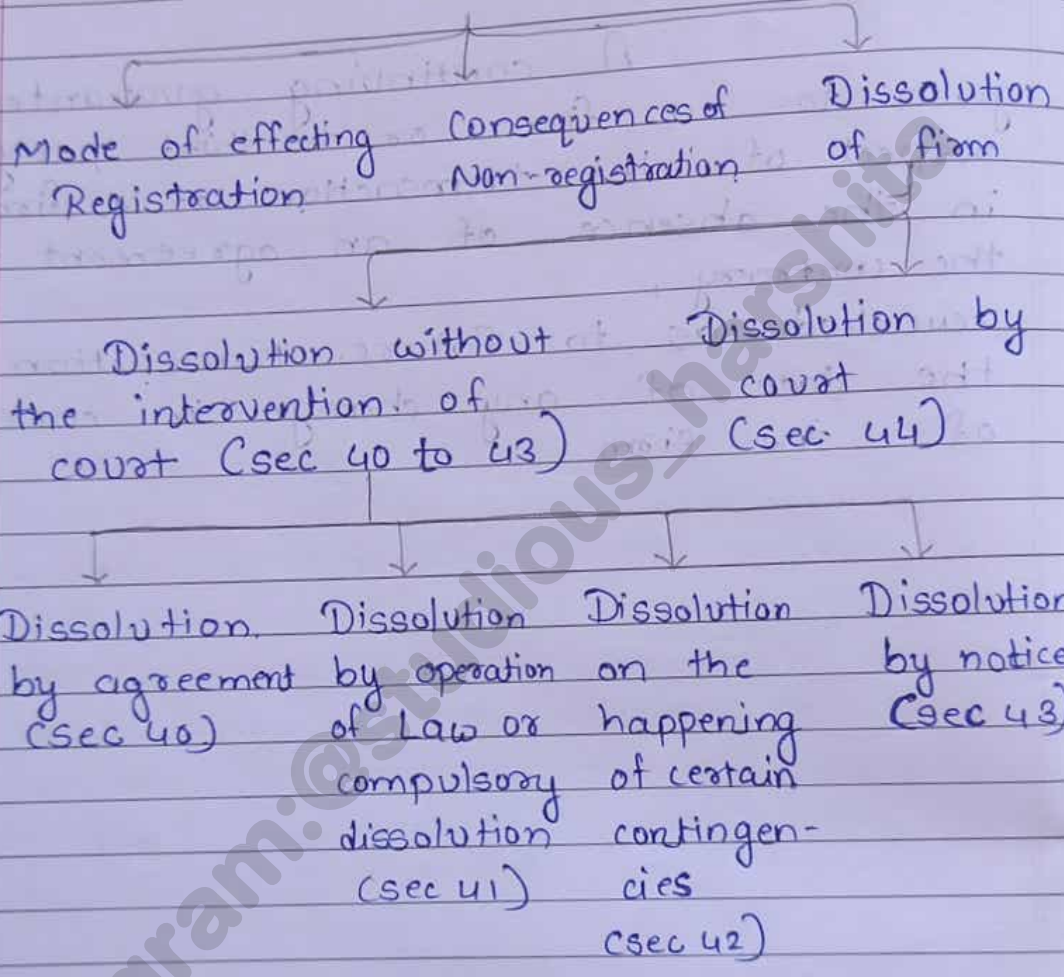 Mode of effecting
Registration
Consequences of
Non-registration
Dissolution
of firm
Dissolution without
the intervention of
court (sec 40 to 43)
Dissolution by
court
(sec. 44)
Dissolution
by agreement
(sec 40)
Dissolution
by operation
of Law or
compulsory
dissolution
(sec 41)
Dissolution
on the
happening
of certain
contingen-
cies
(sec 42)
Dissolution
by notice
(sec 43)
gram:@studious_harshita